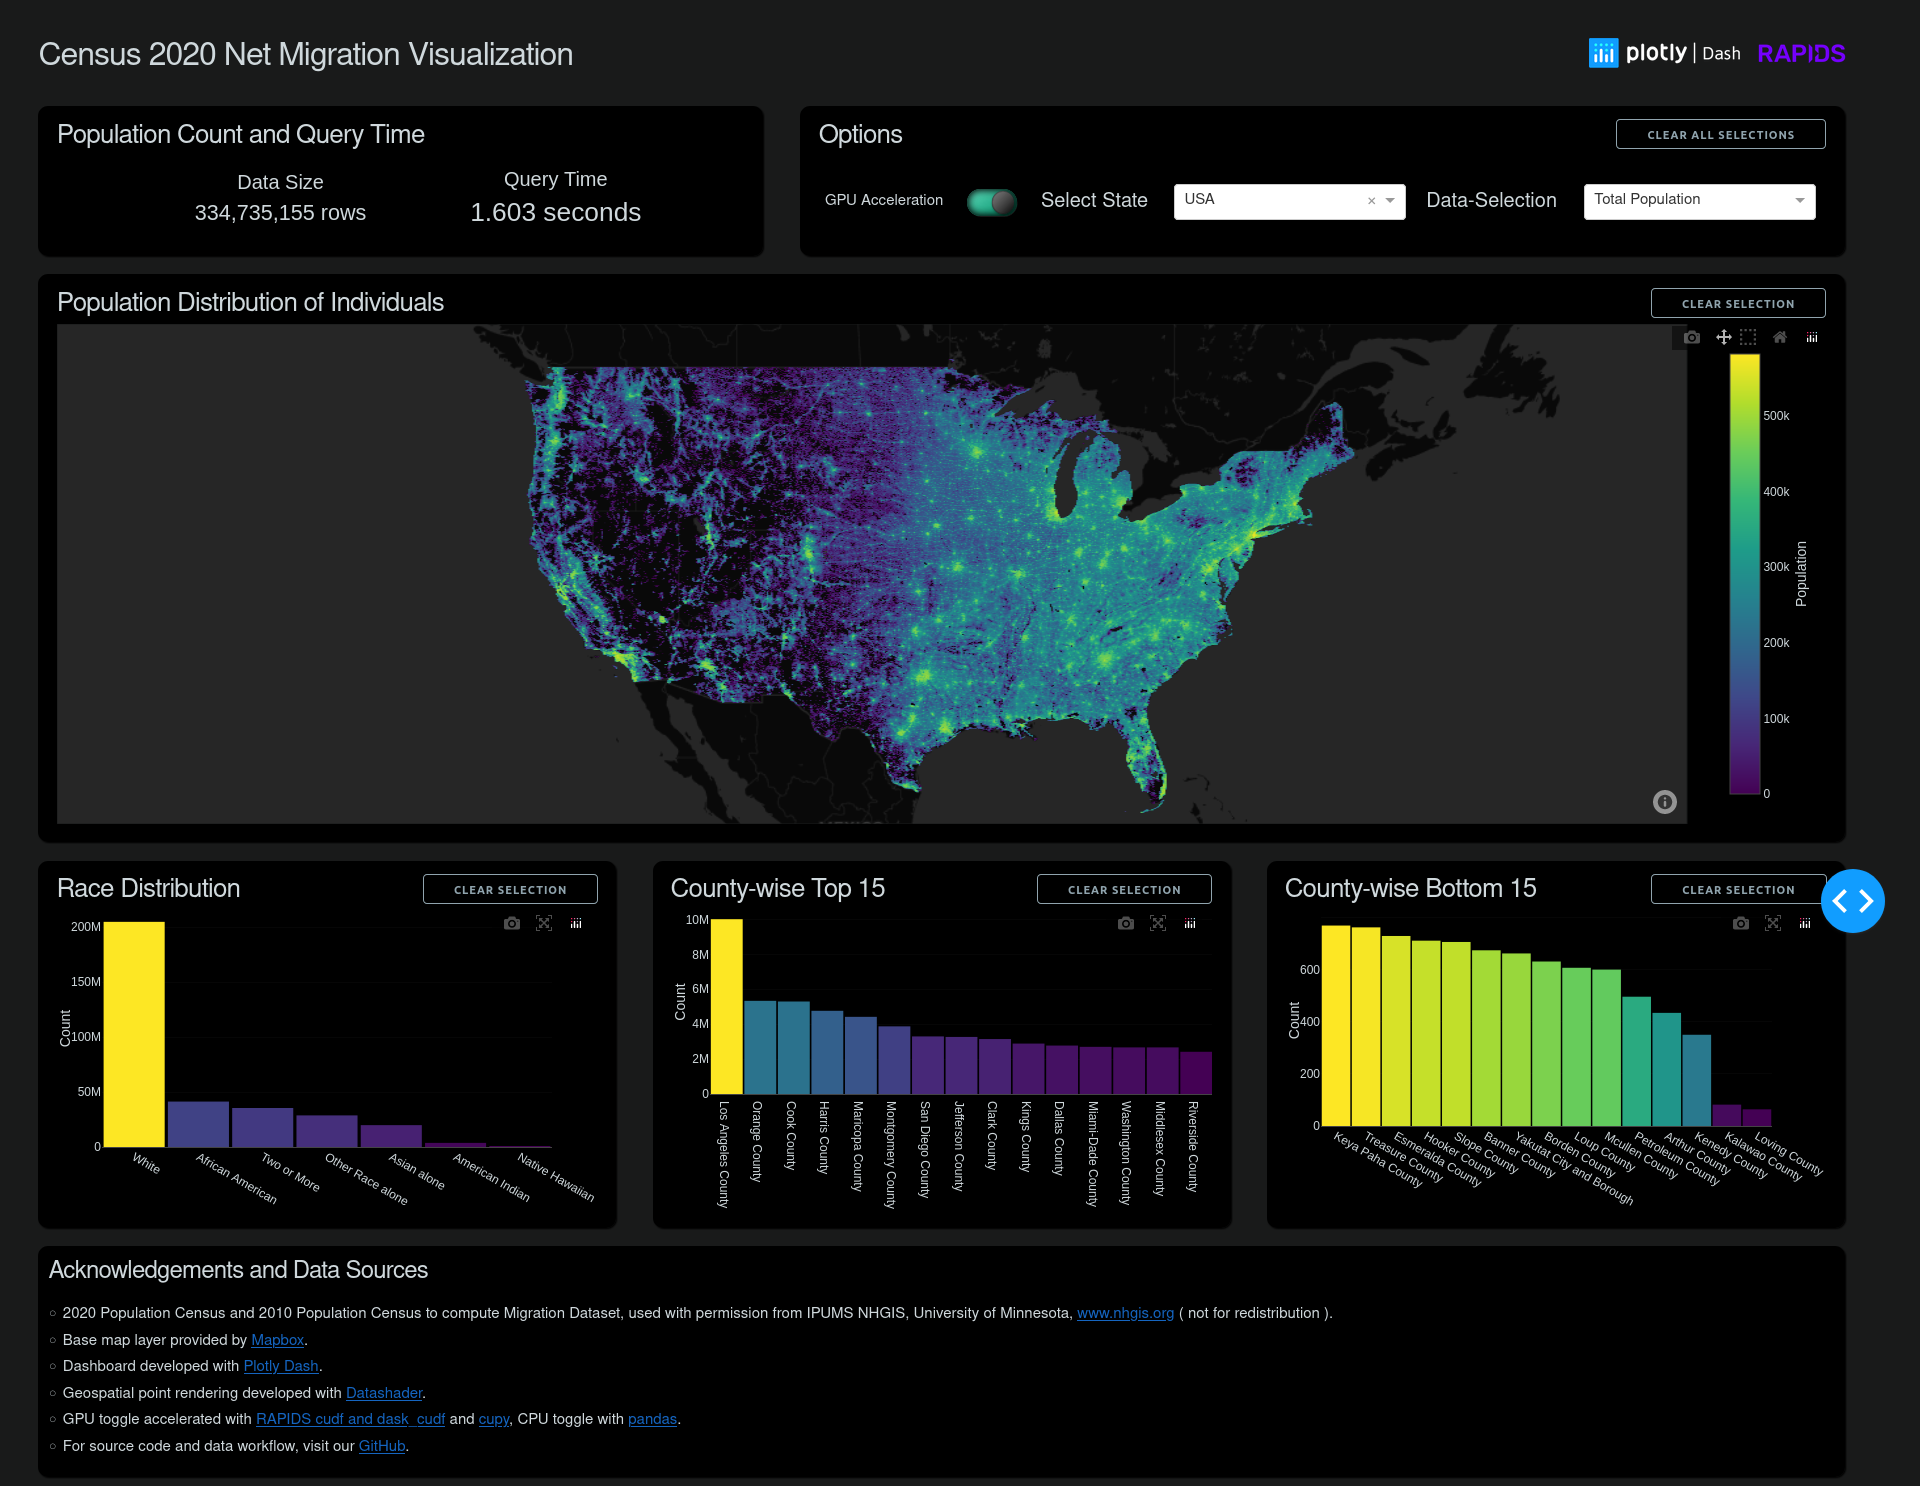 Census 2020 Net Migration Visualization
plotly | Dash RAPIDS
Population Count and Query Time
Data Size
334,735,155 rows
Query Time
1.603 seconds
Options
CLEAR ALL SELECTIONS
GPU Acceleration
Select State
USA
×
Data-Selection
Total Population
Population Distribution of Individuals
CLEAR SELECTION
500k
400k
300k
200k
100k
0
Population
Race Distribution
CLEAR SELECTION
200M
150M
100M
50M
0
Count
White
African American
Two or More
Other Race alone
Asian alone
American Indian
Native Hawaiian
County-wise Top 15
CLEAR SELECTION
10M
8M
6M
4M
2M
0
Count
Los Angeles County
Orange County
Cook County
Harris County
Maricopa County
Montgomery County
San Diego County
Jefferson County
Clark County
Kings County
Dallas County
Miami-Dade County
Washington County
Middlesex County
Riverside County
County-wise Bottom 15
CLEAR SELECTION
600
400
200
0
Count
Keya Paha County
Treasure County
Esmeralda County
Hooker County
Slope County
Banner County
Yakutat City and Borough
Borden County
Loup County
Mcullen County
Petroleum County
Arthur County
Kenedy County
Kalawao County
Loving County
Acknowledgements and Data Sources
2020 Population Census and 2010 Population Census to compute Migration Dataset, used with permission from IPUMS NHGIS, University of Minnesota, www.nhgis.org ( not for redistribution ).
Base map layer provided by Mapbox.
Dashboard developed with Plotly Dash.
Geospatial point rendering developed with Datashader.
GPU toggle accelerated with RAPIDS cudf and dask_cudf and cupy, CPU toggle with pandas.
For source code and data workflow, visit our GitHub.